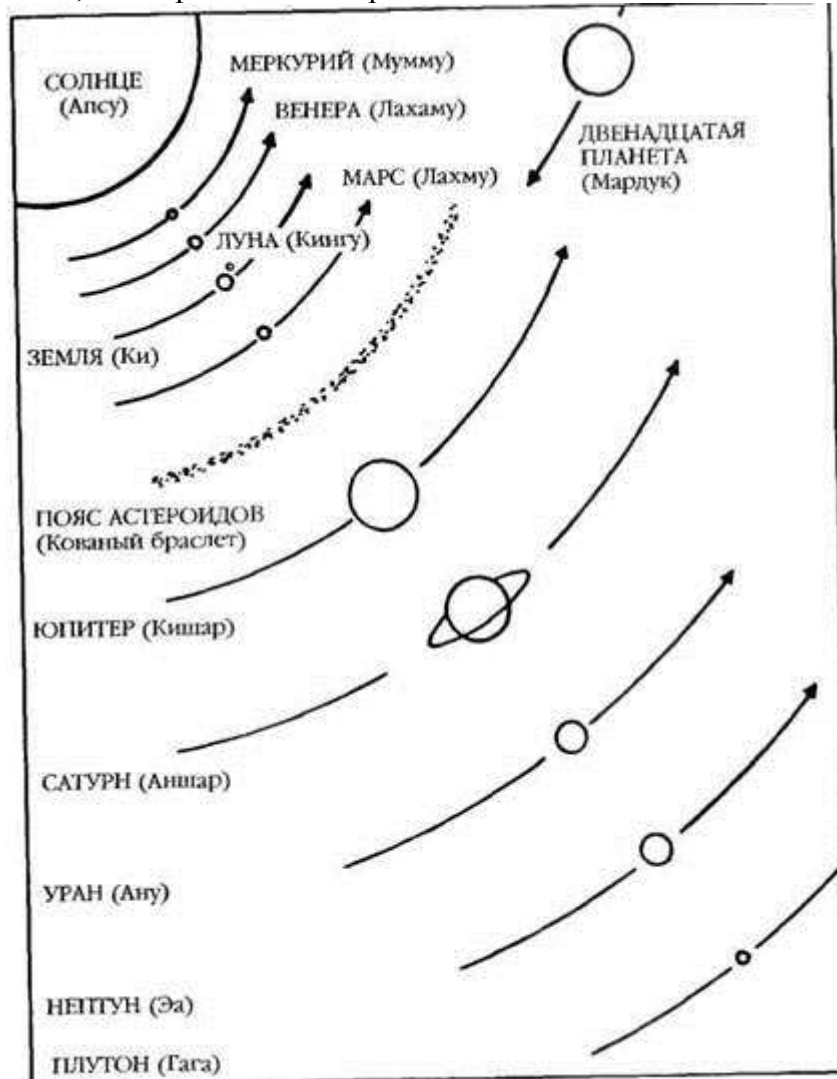 СОЛНЦЕ
(Апсу)
МЕРКУРИЙ (Мумму)
ВЕНЕРА (Лахаму)
МАРС (Лахму)
ДВЕНАДЦАТАЯ
ПЛАНЕТА
(Мардук)
ЛУНА (Кингу)
ЗЕМЛЯ (Ки)
ПОЯС АСТЕРОИДОВ
(Кованый браслет)
ЮПИТЕР (Кишар)
САТУРН (Аншар)
УРАН (Ану)
НЕПТУН (Эа)
ПЛУТОН (Гага)